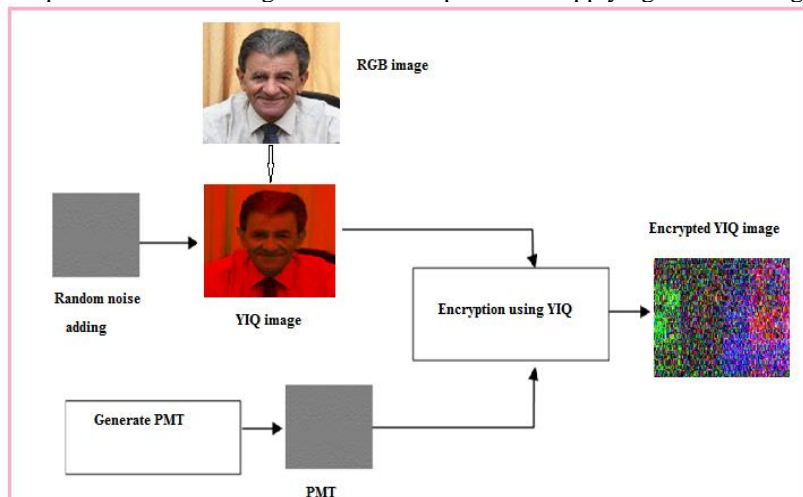 RGB image
Encrypted YIQ image
Random noise
adding
YIQ image
Encryption using YIQ
Generate PMT
PMT